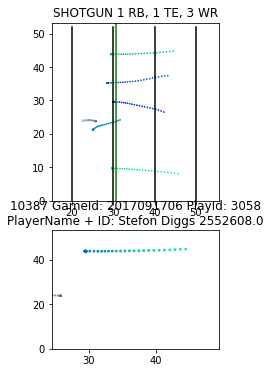 SHOTGUN 1 RB, 1 TE, 3 WR
50
40
30
20
10
0
20 30 40 50
10387 GameId: 2017091706 PlayId: 3058
PlayerName + ID: Stefon Diggs 2552608.0
40
20
0
30 40